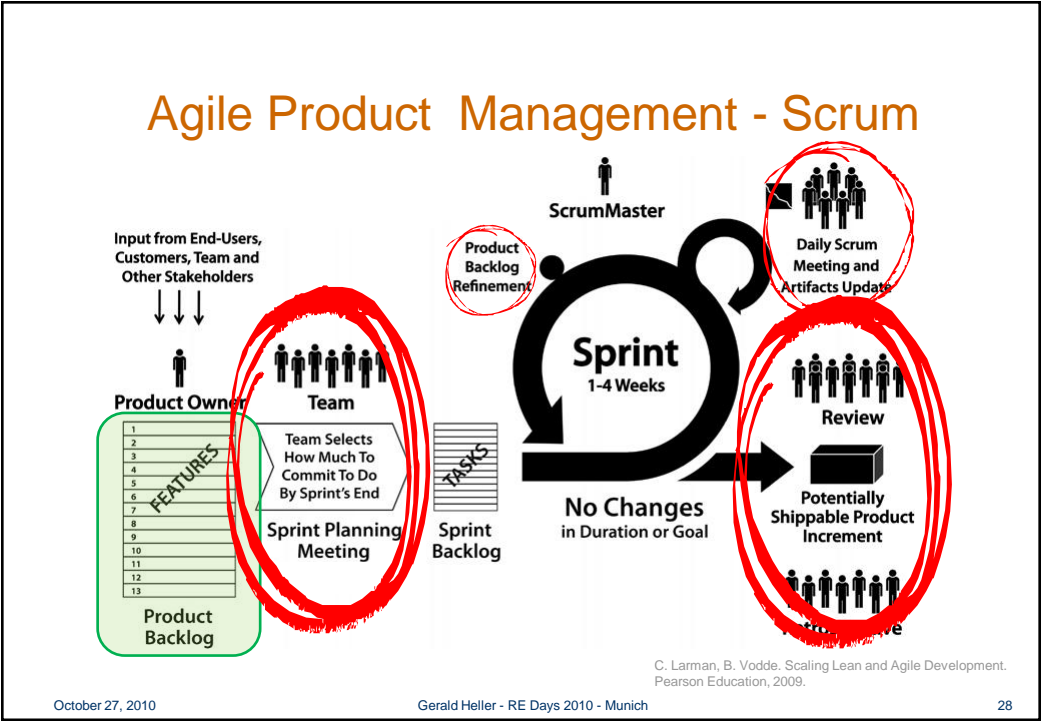 Agile Product Management - Scrum
ScrumMaster
Input from End-Users,
Customers, Team and
Other Stakeholders
Product
Backlog
Refinement
Daily Scrum
Meeting and
Artifacts Update
Product Owner
Team
1
2
3
4
5
6
7
8
9
10
11
12
13
FEATURES
Product
Backlog
Team Selects
How Much To
Commit To Do
By Sprint's End
Sprint Planning
Meeting
TASKS
Sprint
Backlog
Sprint
1-4 Weeks
No Changes
in Duration or Goal
Review
Potentially
Shippable Product
Increment
C. Larman, B. Vodde. Scaling Lean and Agile Development.
Pearson Education, 2009.
October 27, 2010
Gerald Heller - RE Days 2010 - Munich
28